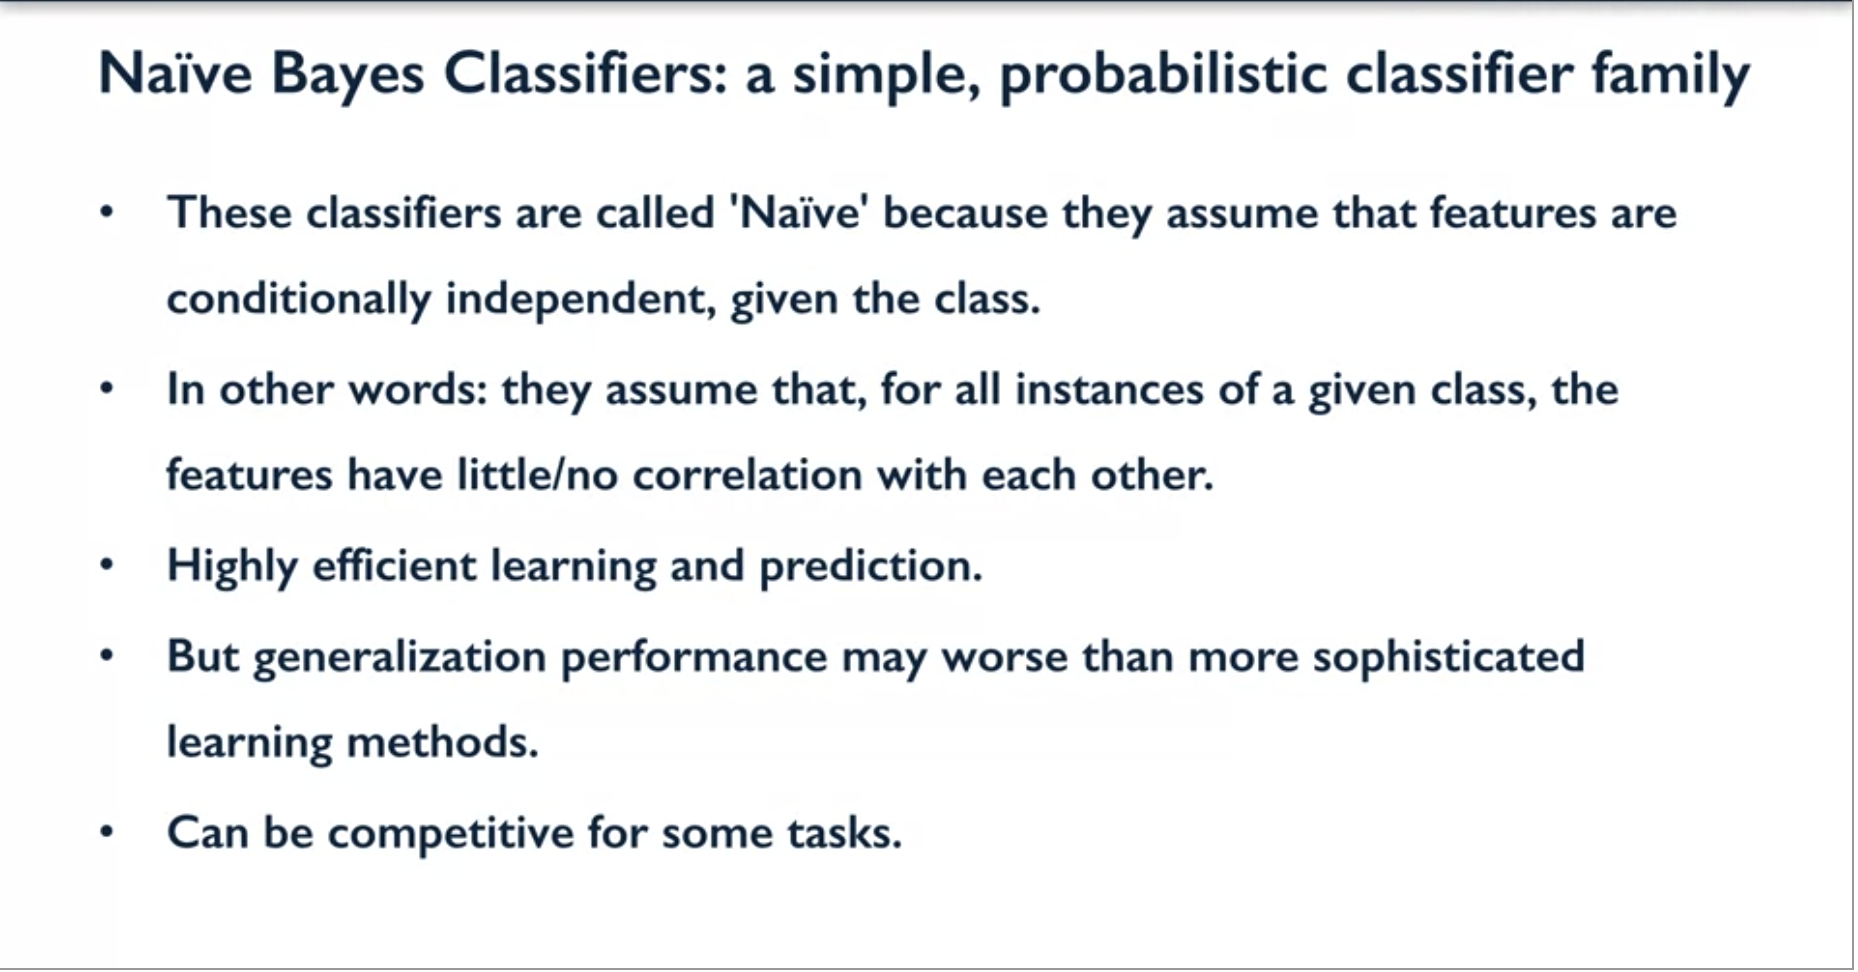 Naïve Bayes Classifiers: a simple, probabilistic classifier family
• These classifiers are called 'Naïve' because they assume that features are
conditionally independent, given the class.
• In other words: they assume that, for all instances of a given class, the
features have little/no correlation with each other.
• Highly efficient learning and prediction.
• But generalization performance may worse than more sophisticated
learning methods.
• Can be competitive for some tasks.